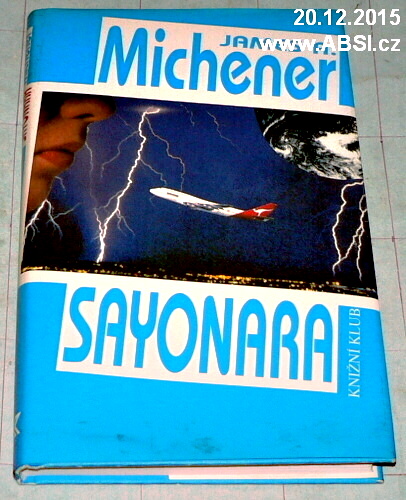 20.12.2015
www.ABSI.cz
Michener
SAYONARA
KNIŽNÍ KLUB